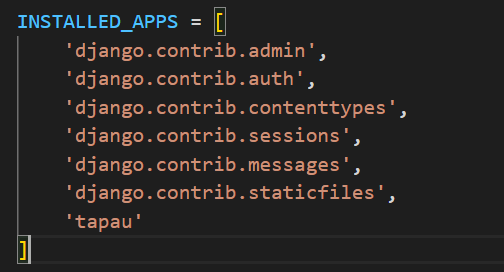 INSTALLED_APPS = [
    'django.contrib.admin',
    'django.contrib.auth',
    'django.contrib.contenttypes',
    'django.contrib.sessions',
    'django.contrib.messages',
    'django.contrib.staticfiles',
    'tapau'
]